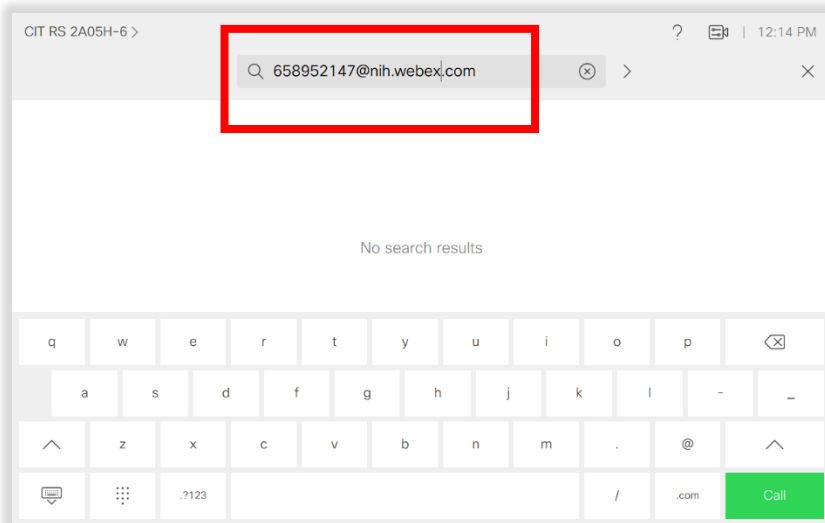 CIT RS 2A05H-6 >
? | 12:14 PM
658952147@nih.webex.com
No search results
q w e r t y u i o p
a s d f g h j k l - _
z x c v b n m . @
.?123 / .com Call